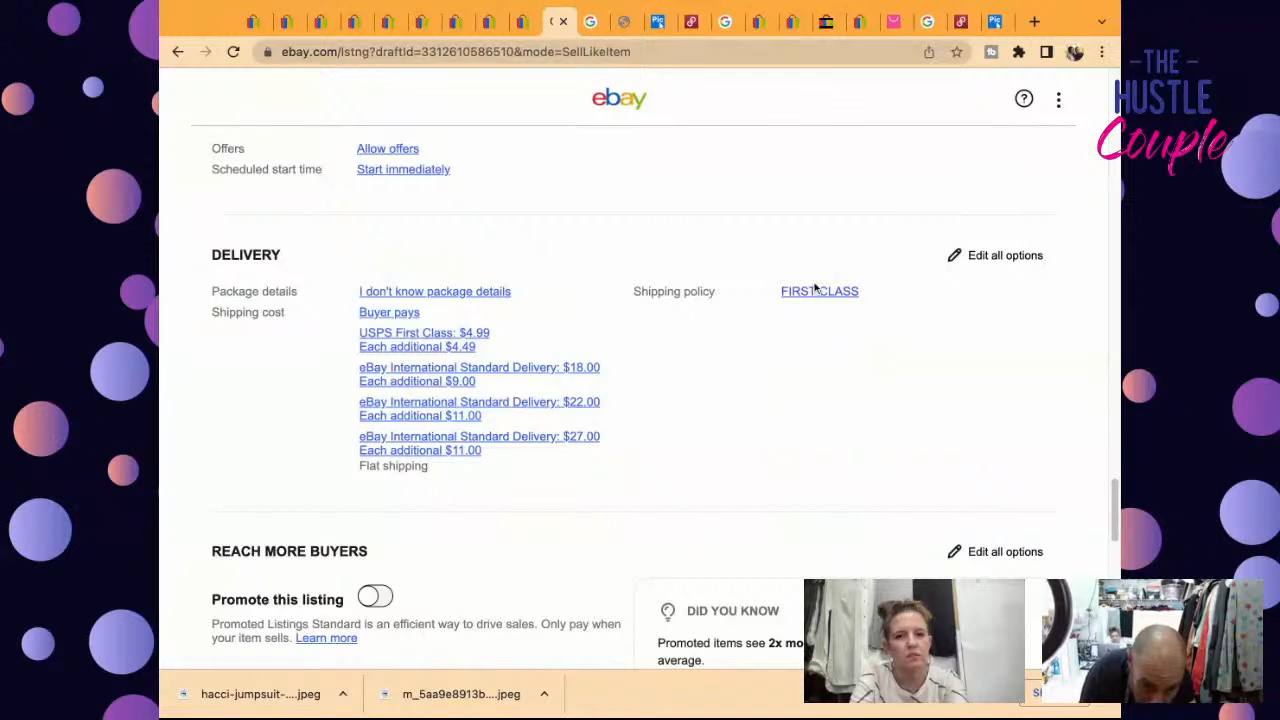 -THE-
HUSTLE
Couple
ebay.com/lstng?draftId=3312610586510&mode=SellLikeItem
ebay
Offers
Allow offers
Scheduled start time
Start immediately
DELIVERY
Edit all options
Package details
I don't know package details
Shipping policy
FIRST CLASS
Shipping cost
Buyer pays
USPS First Class: $4.99
Each additional $4.49
eBay International Standard Delivery: $18.00
Each additional $9.00
eBay International Standard Delivery: $22.00
Each additional $11.00
eBay International Standard Delivery: $27.00
Each additional $11.00
Flat shipping
REACH MORE BUYERS
Edit all options
Promote this listing
Promoted Listings Standard is an efficient way to drive sales. Only pay when
your item sells. Learn more
DID YOU KNOW
Promoted items see 2x mo
average.
hacci-jumpsuit-....jpeg
m_5aa9e8913b....jpeg